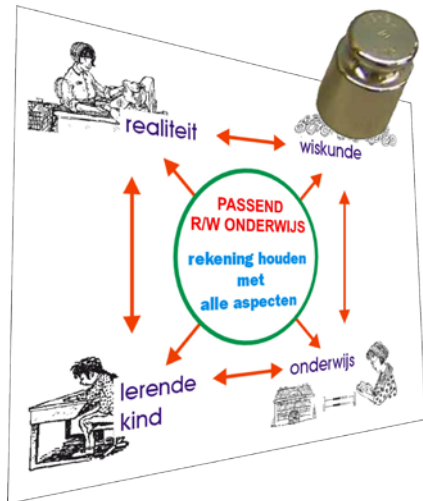 realiteit
wiskunde
PASSEND
R/W ONDERWIJS
rekening houden
met
alle aspecten
lerende
kind
onderwijs